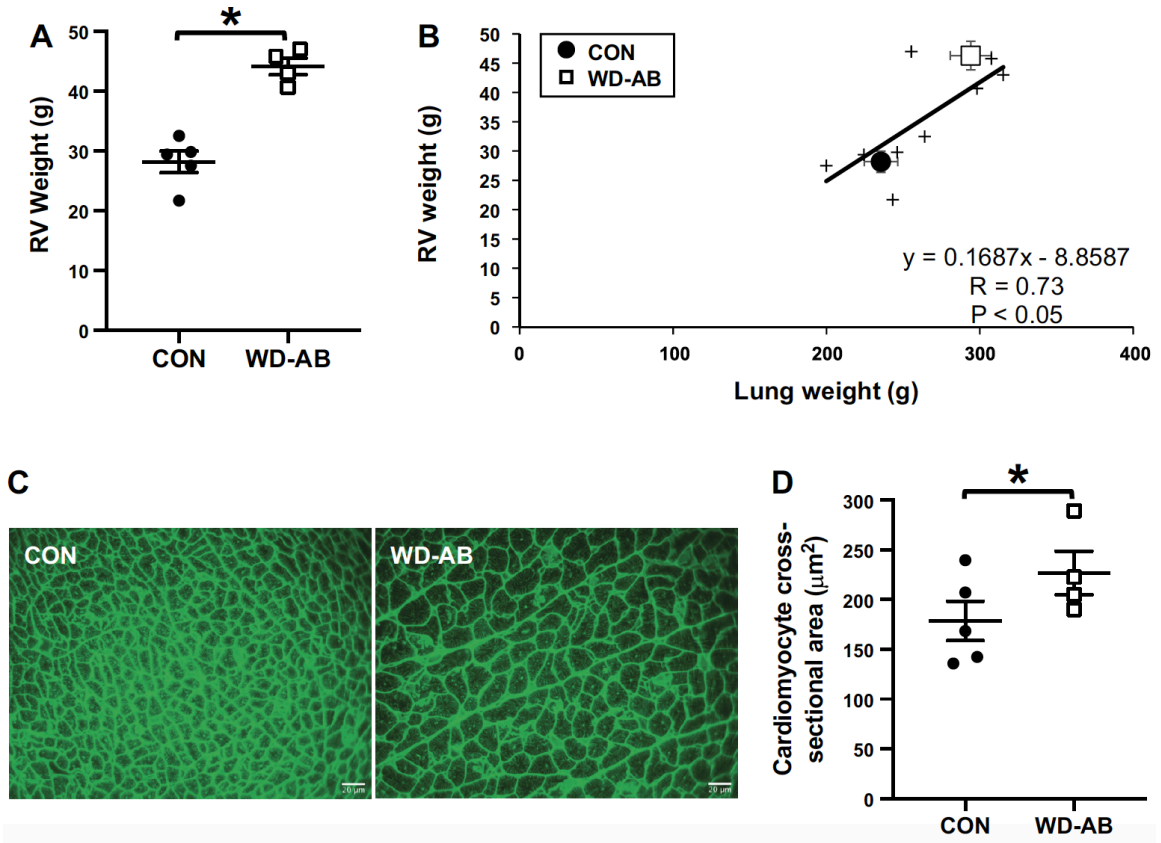 A
*
50
40
30
20
10
0
RV Weight (g)
CON
WD-AB
B
50
45
40
35
30
25
20
15
10
5
0
RV weight (g)
CON
WD-AB
y = 0.1687x - 8.8587
R = 0.73
P < 0.05
0
100
200
300
400
Lung weight (g)
C
CON
20 μm
WD-AB
20 μm
D
*
300
250
200
150
100
50
0
Cardiomyocyte cross-
sectional area (μm²)
CON
WD-AB